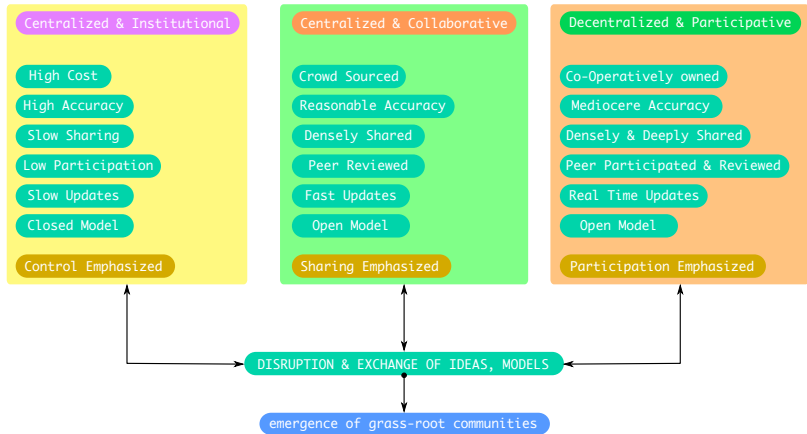 Centralized & Institutional
High Cost
High Accuracy
Slow Sharing
Low Participation
Slow Updates
Closed Model
Control Emphasized
Centralized & Collaborative
Crowd Sourced
Reasonable Accuracy
Densely Shared
Peer Reviewed
Fast Updates
Open Model
Sharing Emphasized
Decentralized & Participative
Co-Operatively owned
Mediocere Accuracy
Densely & Deeply Shared
Peer Participated & Reviewed
Real Time Updates
Open Model
Participation Emphasized
DISRUPTION & EXCHANGE OF IDEAS, MODELS
emergence of grass-root communities